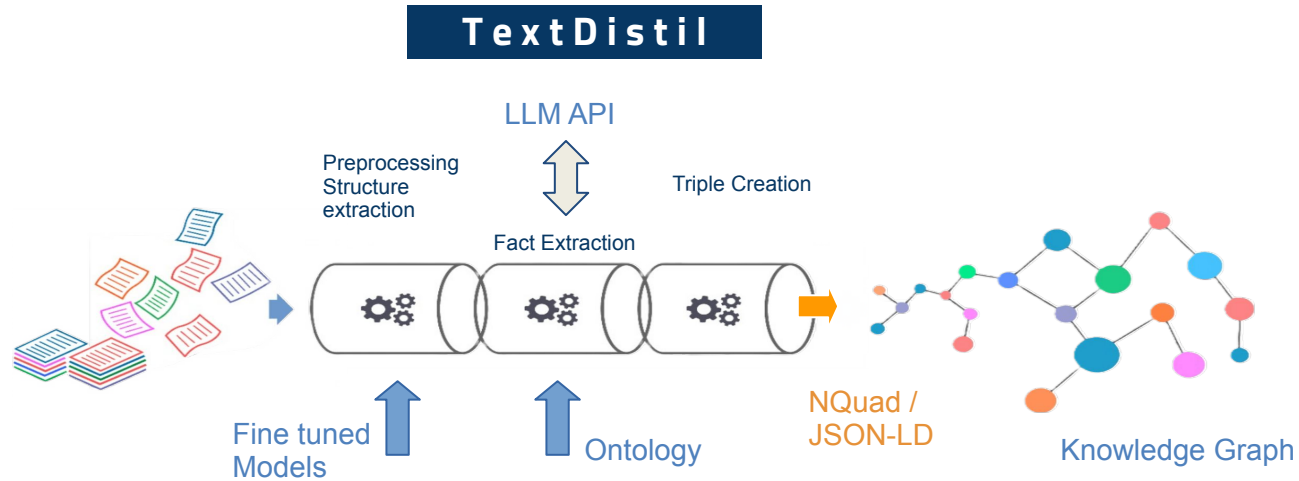 TextDistil
LLM API
Preprocessing
Structure
extraction
Triple Creation
Fact Extraction
Fine tuned
Models
Ontology
NQuad /
JSON-LD
Knowledge Graph